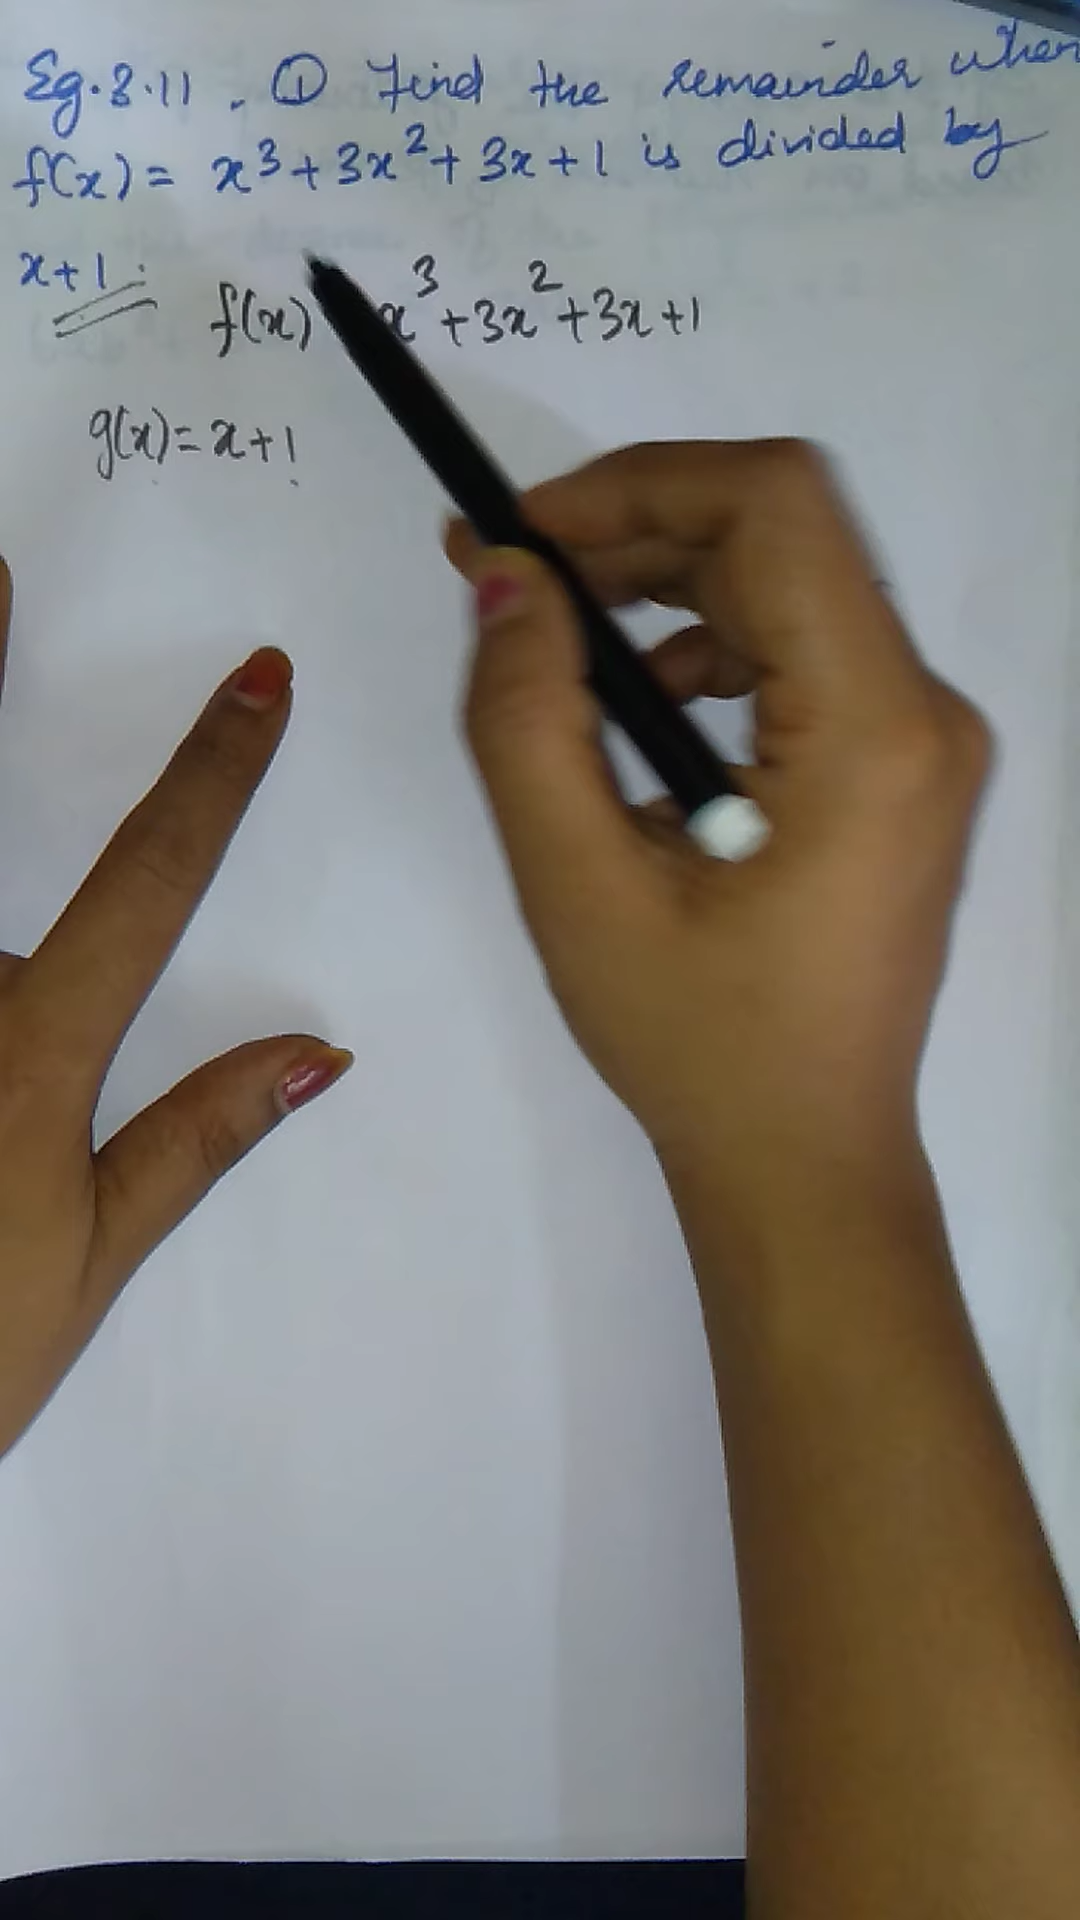 Eg.3.11. ① Find the remainder when
f(x) = x³ + 3x² + 3x + 1 is divided by
x+1.
f(x) x³+3x²+3x+1
g(x)=x+1